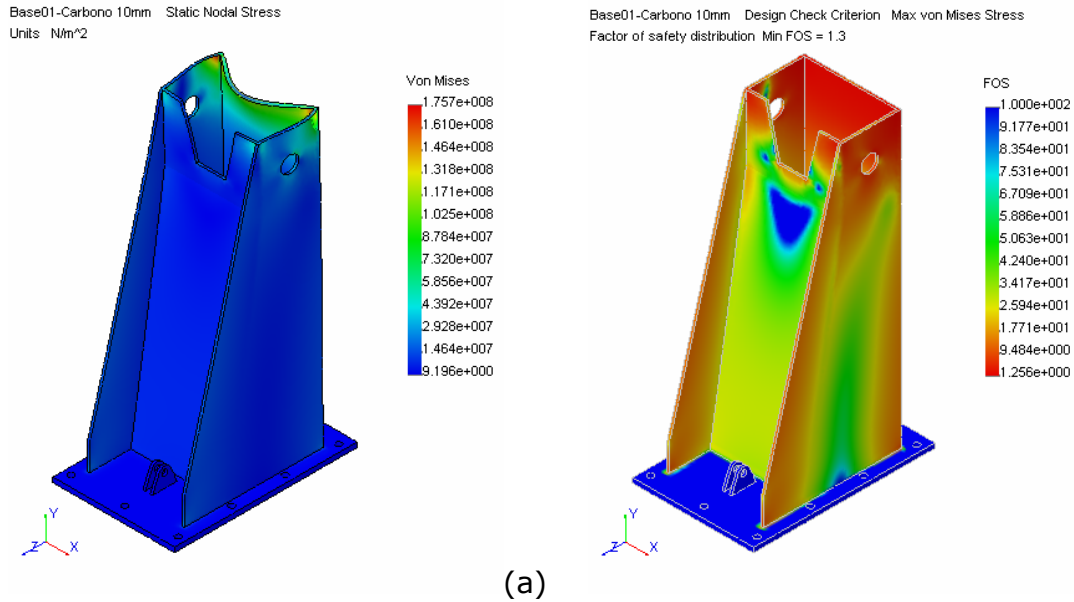 Base01-Carbono 10mm    Static Nodal Stress
Units   N/m^2
Von Mises
1.757e+008
1.610e+008
1.464e+008
1.318e+008
1.171e+008
1.025e+008
8.784e+007
7.320e+007
5.856e+007
4.392e+007
2.928e+007
1.464e+007
9.196e+000
Y
Z
X
Base01-Carbono 10mm    Design Check Criterion    Max von Mises Stress
Factor of safety distribution  Min FOS = 1.3
FOS
1.000e+002
9.177e+001
8.354e+001
7.531e+001
6.709e+001
5.886e+001
5.063e+001
4.240e+001
3.417e+001
2.594e+001
1.771e+001
9.484e+000
1.256e+000
Y
Z
X
(a)